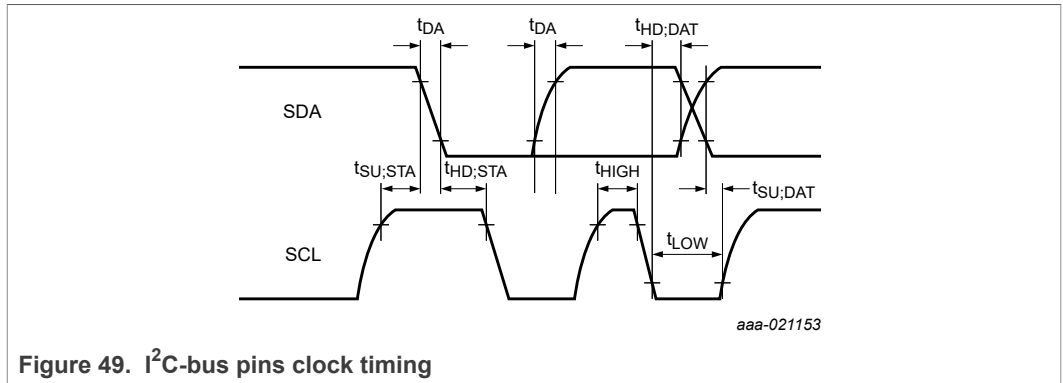 tDA
tDA
tHD;DAT
SDA
tSU;STA
tHD;STA
tHIGH
tSU;DAT
tLOW
SCL
aaa-021153
Figure 49. I²C-bus pins clock timing